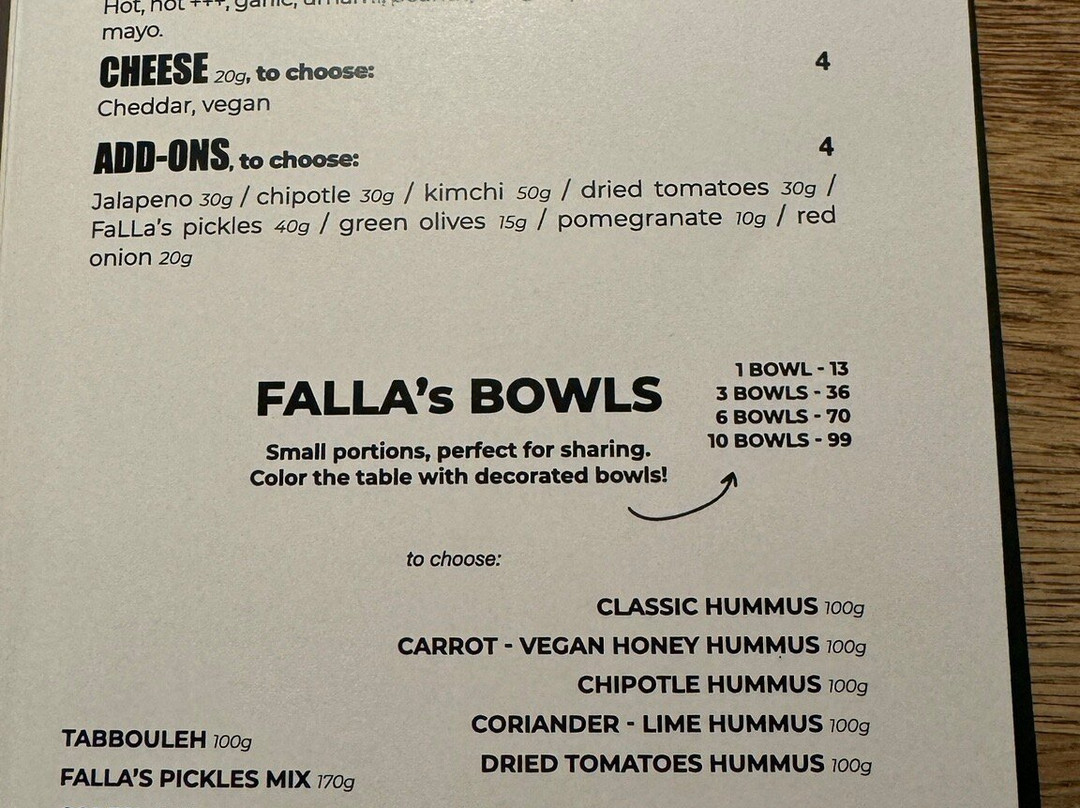 Hot, hot +++, garlic,
mayo.
CHEESE 20g, to choose: 4
Cheddar, vegan
ADD-ONS, to choose: 4
Jalapeno 30g / chipotle 30g / kimchi 50g / dried tomatoes 30g /
FaLLa's pickles 40g / green olives 15g / pomegranate 10g / red
onion 20g
FALLA's BOWLS
Small portions, perfect for sharing.
Color the table with decorated bowls!
1 BOWL - 13
3 BOWLS - 36
6 BOWLS - 70
10 BOWLS - 99
to choose:
CLASSIC HUMMUS 100g
CARROT - VEGAN HONEY HUMMUS 100g
CHIPOTLE HUMMUS 100g
CORIANDER - LIME HUMMUS 100g
DRIED TOMATOES HUMMUS 100g
TABBOULEH 100g
FALLA'S PICKLES MIX 170g